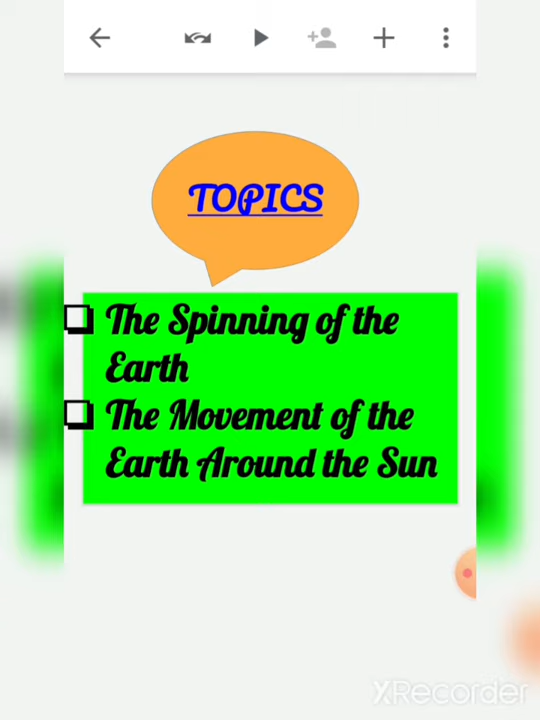 TOPICS
The Spinning of the
Earth
The Movement of the
Earth Around the Sun
XRecorder